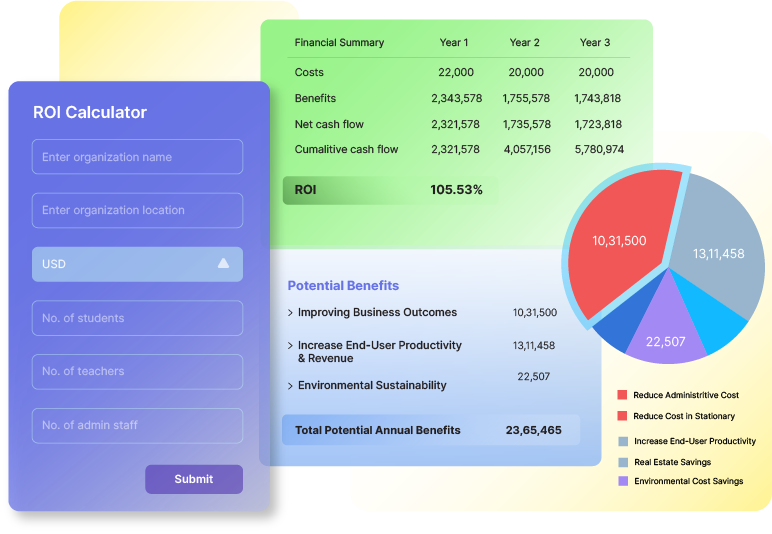 ROI Calculator
Enter organization name
Enter organization location
USD
No. of students
No. of teachers
No. of admin staff
Submit
Financial Summary Year 1 Year 2 Year 3
Costs 22,000 20,000 20,000
Benefits 2,343,578 1,755,578 1,743,818
Net cash flow 2,321,578 1,735,578 1,723,818
Cumalitive cash flow 2,321,578 4,057,156 5,780,974
ROI 105.53%
Potential Benefits
Improving Business Outcomes 10,31,500
Increase End-User Productivity 13,11,458
& Revenue
Environmental Sustainability 22,507
Total Potential Annual Benefits 23,65,465
10,31,500
13,11,458
22,507
Reduce Administritive Cost
Reduce Cost in Stationary
Increase End-User Productivity
Real Estate Savings
Environmental Cost Savings